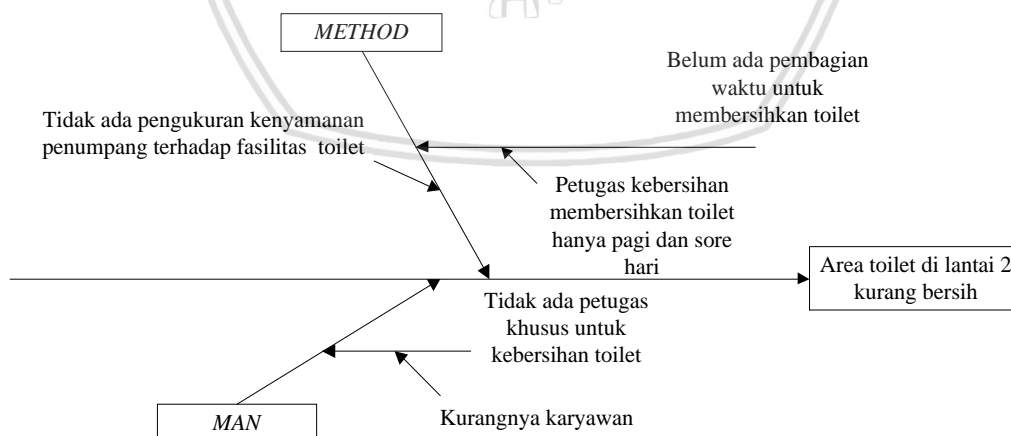 METHOD
Belum ada pembagian
waktu untuk
membersihkan toilet
Tidak ada pengukuran kenyamanan
penumpang terhadap fasilitas toilet
Petugas kebersihan
membersihkan toilet
hanya pagi dan sore
hari
Area toilet di lantai 2
kurang bersih
Tidak ada petugas
khusus untuk
kebersihan toilet
MAN
Kurangnya karyawan